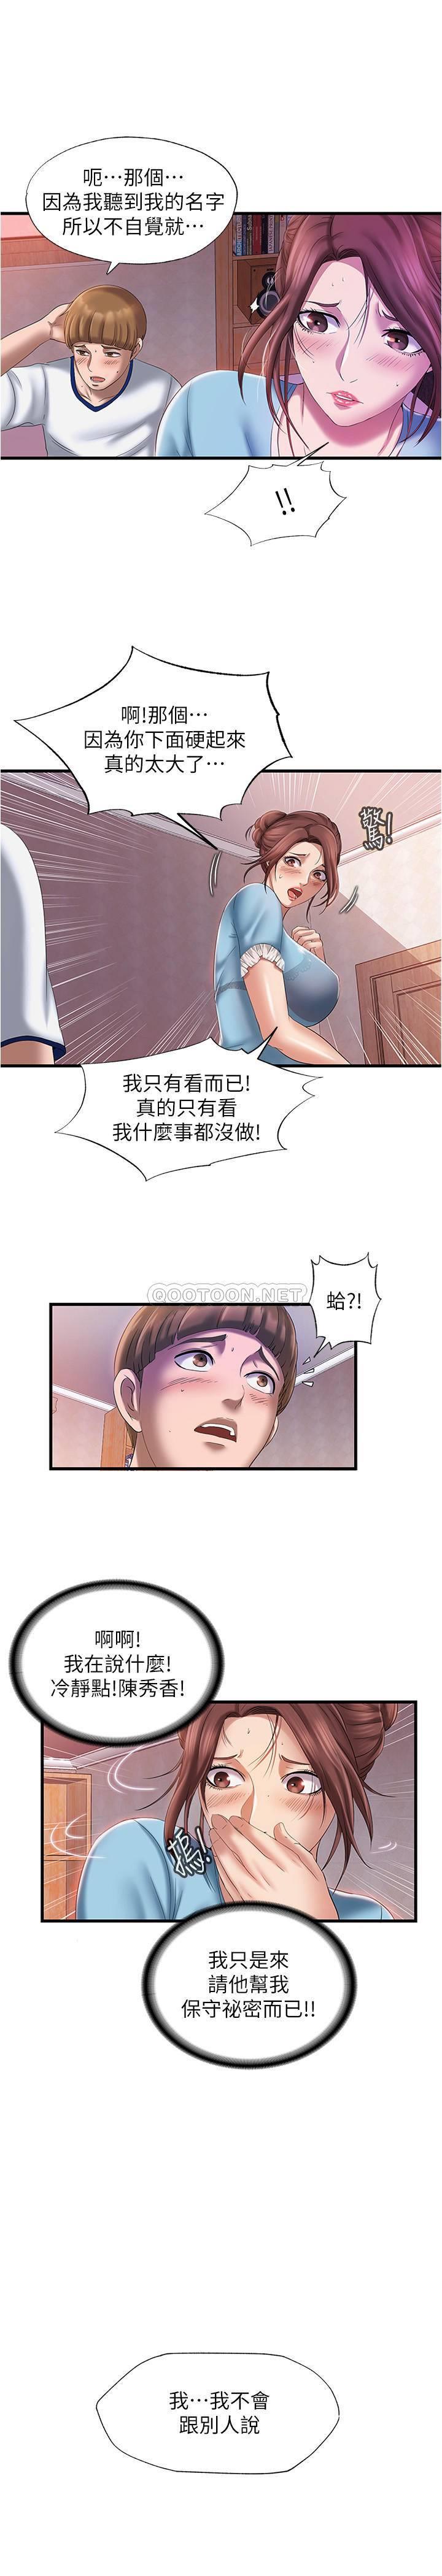 呃…那個…
因為我聽到我的名字
所以不自覺就…
!!
啊!那個…
因為你下面硬起來
真的太大了…
驚!
我只有看而已!
真的只有看
我什麼事都沒做!
QOOTOON.NET
蛤?!
啊啊!
我在說什麼!
冷靜點!陳秀香!
摀!
我只是來
請他幫我
保守祕密而已!!
我…我不會
跟別人說